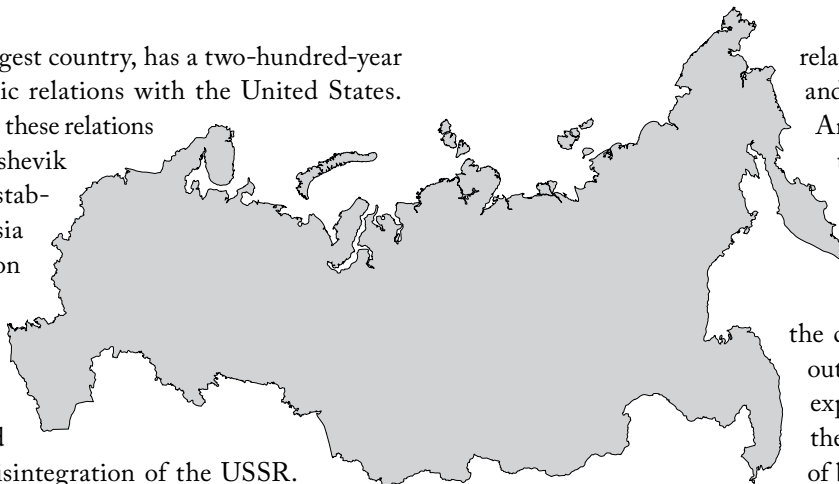 gest country, has a two-hundred-year
ic relations with the United States.
these relations
shevik
stab-
sia
on
d
isintegration of the USSR.
rela
and
Ar
the
out
exp
the
of